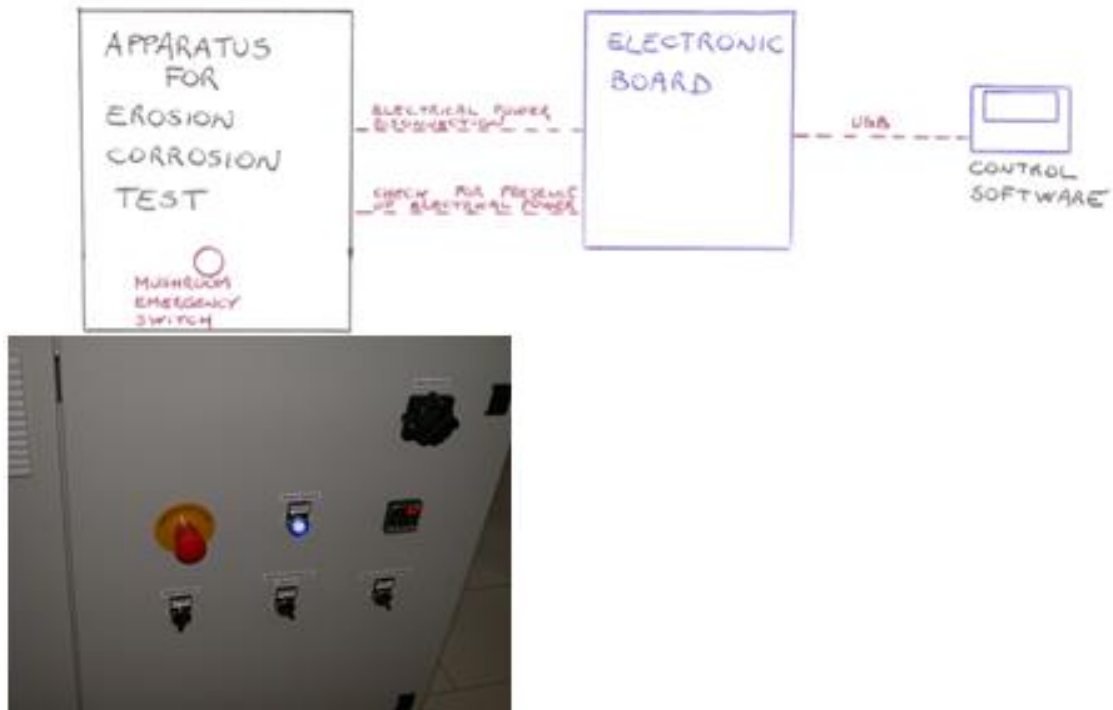 APPARATUS
FOR
EROSION
CORROSION
TEST
MUSHROOM
EMERGENCY
SWITCH
ELECTRICAL POWER
CHECK FOR PRESENCE
OF ELECTRICAL POWER
ELECTRONIC
BOARD
USB
CONTROL
SOFTWARE